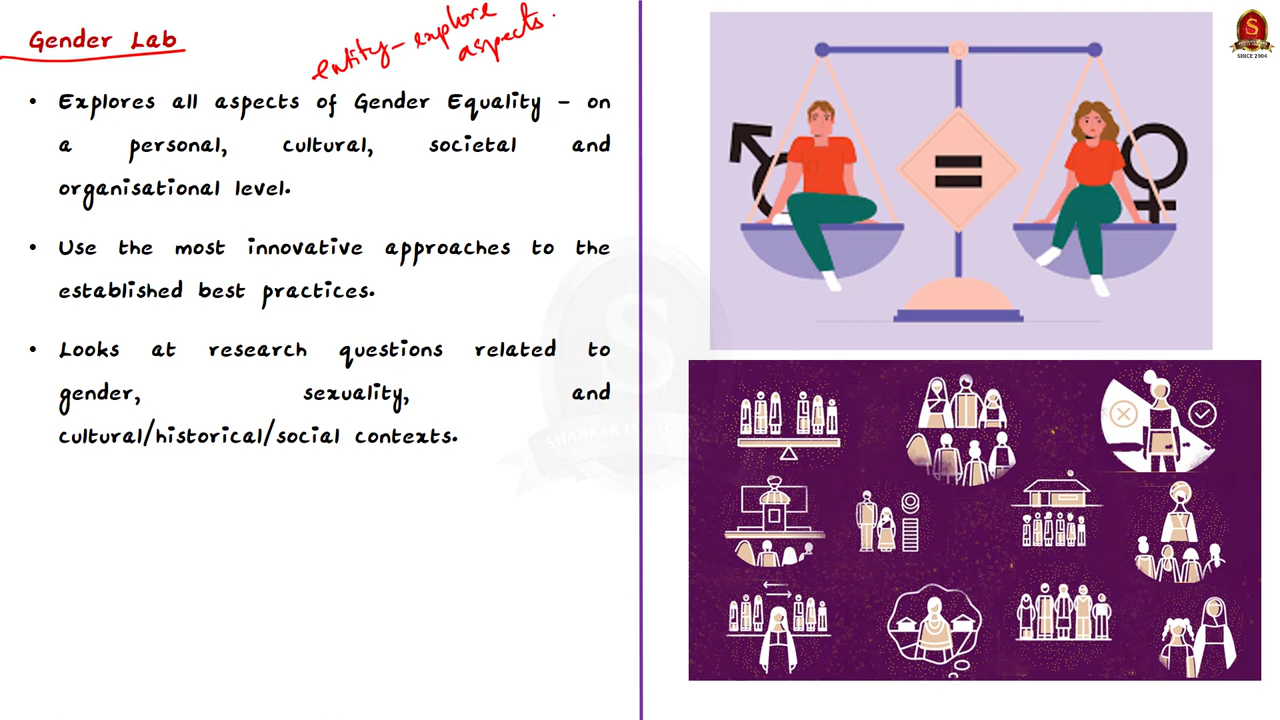 Gender Lab
entity - explore
aspects.
• Explores all aspects of Gender Equality – on
a personal, cultural, societal and
organisational level.
• Use the most innovative approaches to the
established best practices.
• Looks at research questions related to
gender, sexuality, and
cultural/historical/social contexts.
=
S
SINCE 2004
S